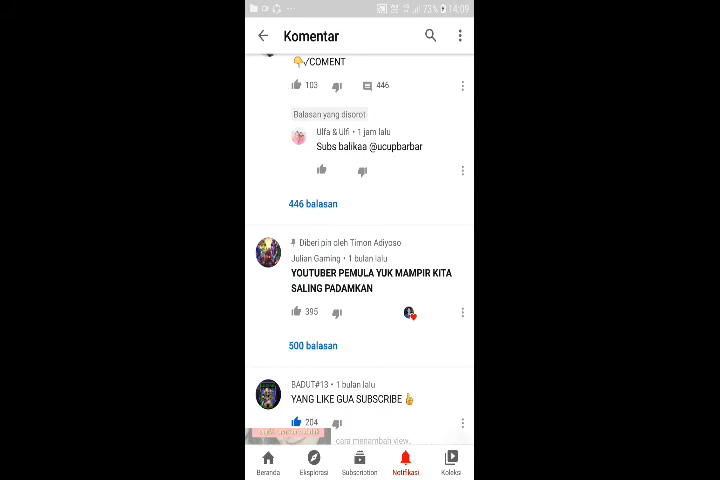 73% 14:09
Komentar
👇✓COMENT
103 446
Balasan yang disorot
Ulfa & Ulfi • 1 jam lalu
Subs balikaa @ucupbarbar
446 balasan
Diberi pin oleh Timon Adiyoso
Julian Gaming • 1 bulan lalu
YOUTUBER PEMULA YUK MAMPIR KITA
SALING PADAMKAN
395
500 balasan
BADUT#13 • 1 bulan lalu
YANG LIKE GUA SUBSCRIBE 👍
204
cara menambah view.
Beranda Eksplorasi Subscription Notifikasi Koleksi